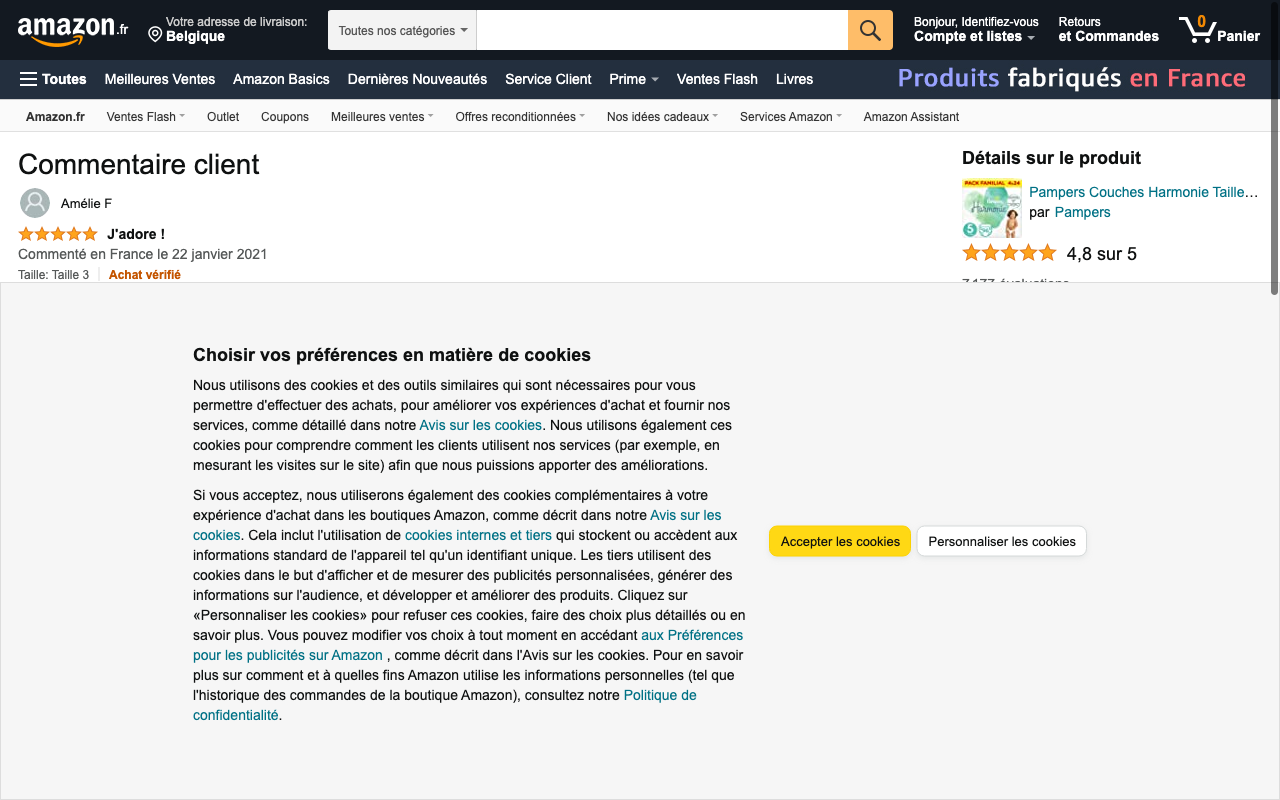 amazon.fr
Votre adresse de livraison:
Belgique
Toutes nos catégories
Bonjour, Identifiez-vous
Compte et listes
Retours
et Commandes
0
Panier
Toutes
Meilleures Ventes
Amazon Basics
Dernières Nouveautés
Service Client
Prime
Ventes Flash
Livres
Produits fabriqués en France
Amazon.fr
Ventes Flash
Outlet
Coupons
Meilleures ventes
Offres reconditionnées
Nos idées cadeaux
Services Amazon
Amazon Assistant
Commentaire client
Amélie F
J'adore !
Commenté en France le 22 janvier 2021
Taille: Taille 3
Achat vérifié
Détails sur le produit
PACK FAMILIAL
Harmonie
5
Pampers Couches Harmonie Taille…
par Pampers
4,8 sur 5
7 177 évaluations
Choisir vos préférences en matière de cookies
Nous utilisons des cookies et des outils similaires qui sont nécessaires pour vous
permettre d'effectuer des achats, pour améliorer vos expériences d'achat et fournir nos
services, comme détaillé dans notre Avis sur les cookies. Nous utilisons également ces
cookies pour comprendre comment les clients utilisent nos services (par exemple, en
mesurant les visites sur le site) afin que nous puissions apporter des améliorations.
Si vous acceptez, nous utiliserons également des cookies complémentaires à votre
expérience d'achat dans les boutiques Amazon, comme décrit dans notre Avis sur les
cookies. Cela inclut l'utilisation de cookies internes et tiers qui stockent ou accèdent aux
informations standard de l'appareil tel qu'un identifiant unique. Les tiers utilisent des
cookies dans le but d'afficher et de mesurer des publicités personnalisées, générer des
informations sur l'audience, et développer et améliorer des produits. Cliquez sur
«Personnaliser les cookies» pour refuser ces cookies, faire des choix plus détaillés ou en
savoir plus. Vous pouvez modifier vos choix à tout moment en accédant aux Préférences
pour les publicités sur Amazon , comme décrit dans l'Avis sur les cookies. Pour en savoir
plus sur comment et à quelles fins Amazon utilise les informations personnelles (tel que
l'historique des commandes de la boutique Amazon), consultez notre Politique de
confidentialité.
Accepter les cookies
Personnaliser les cookies